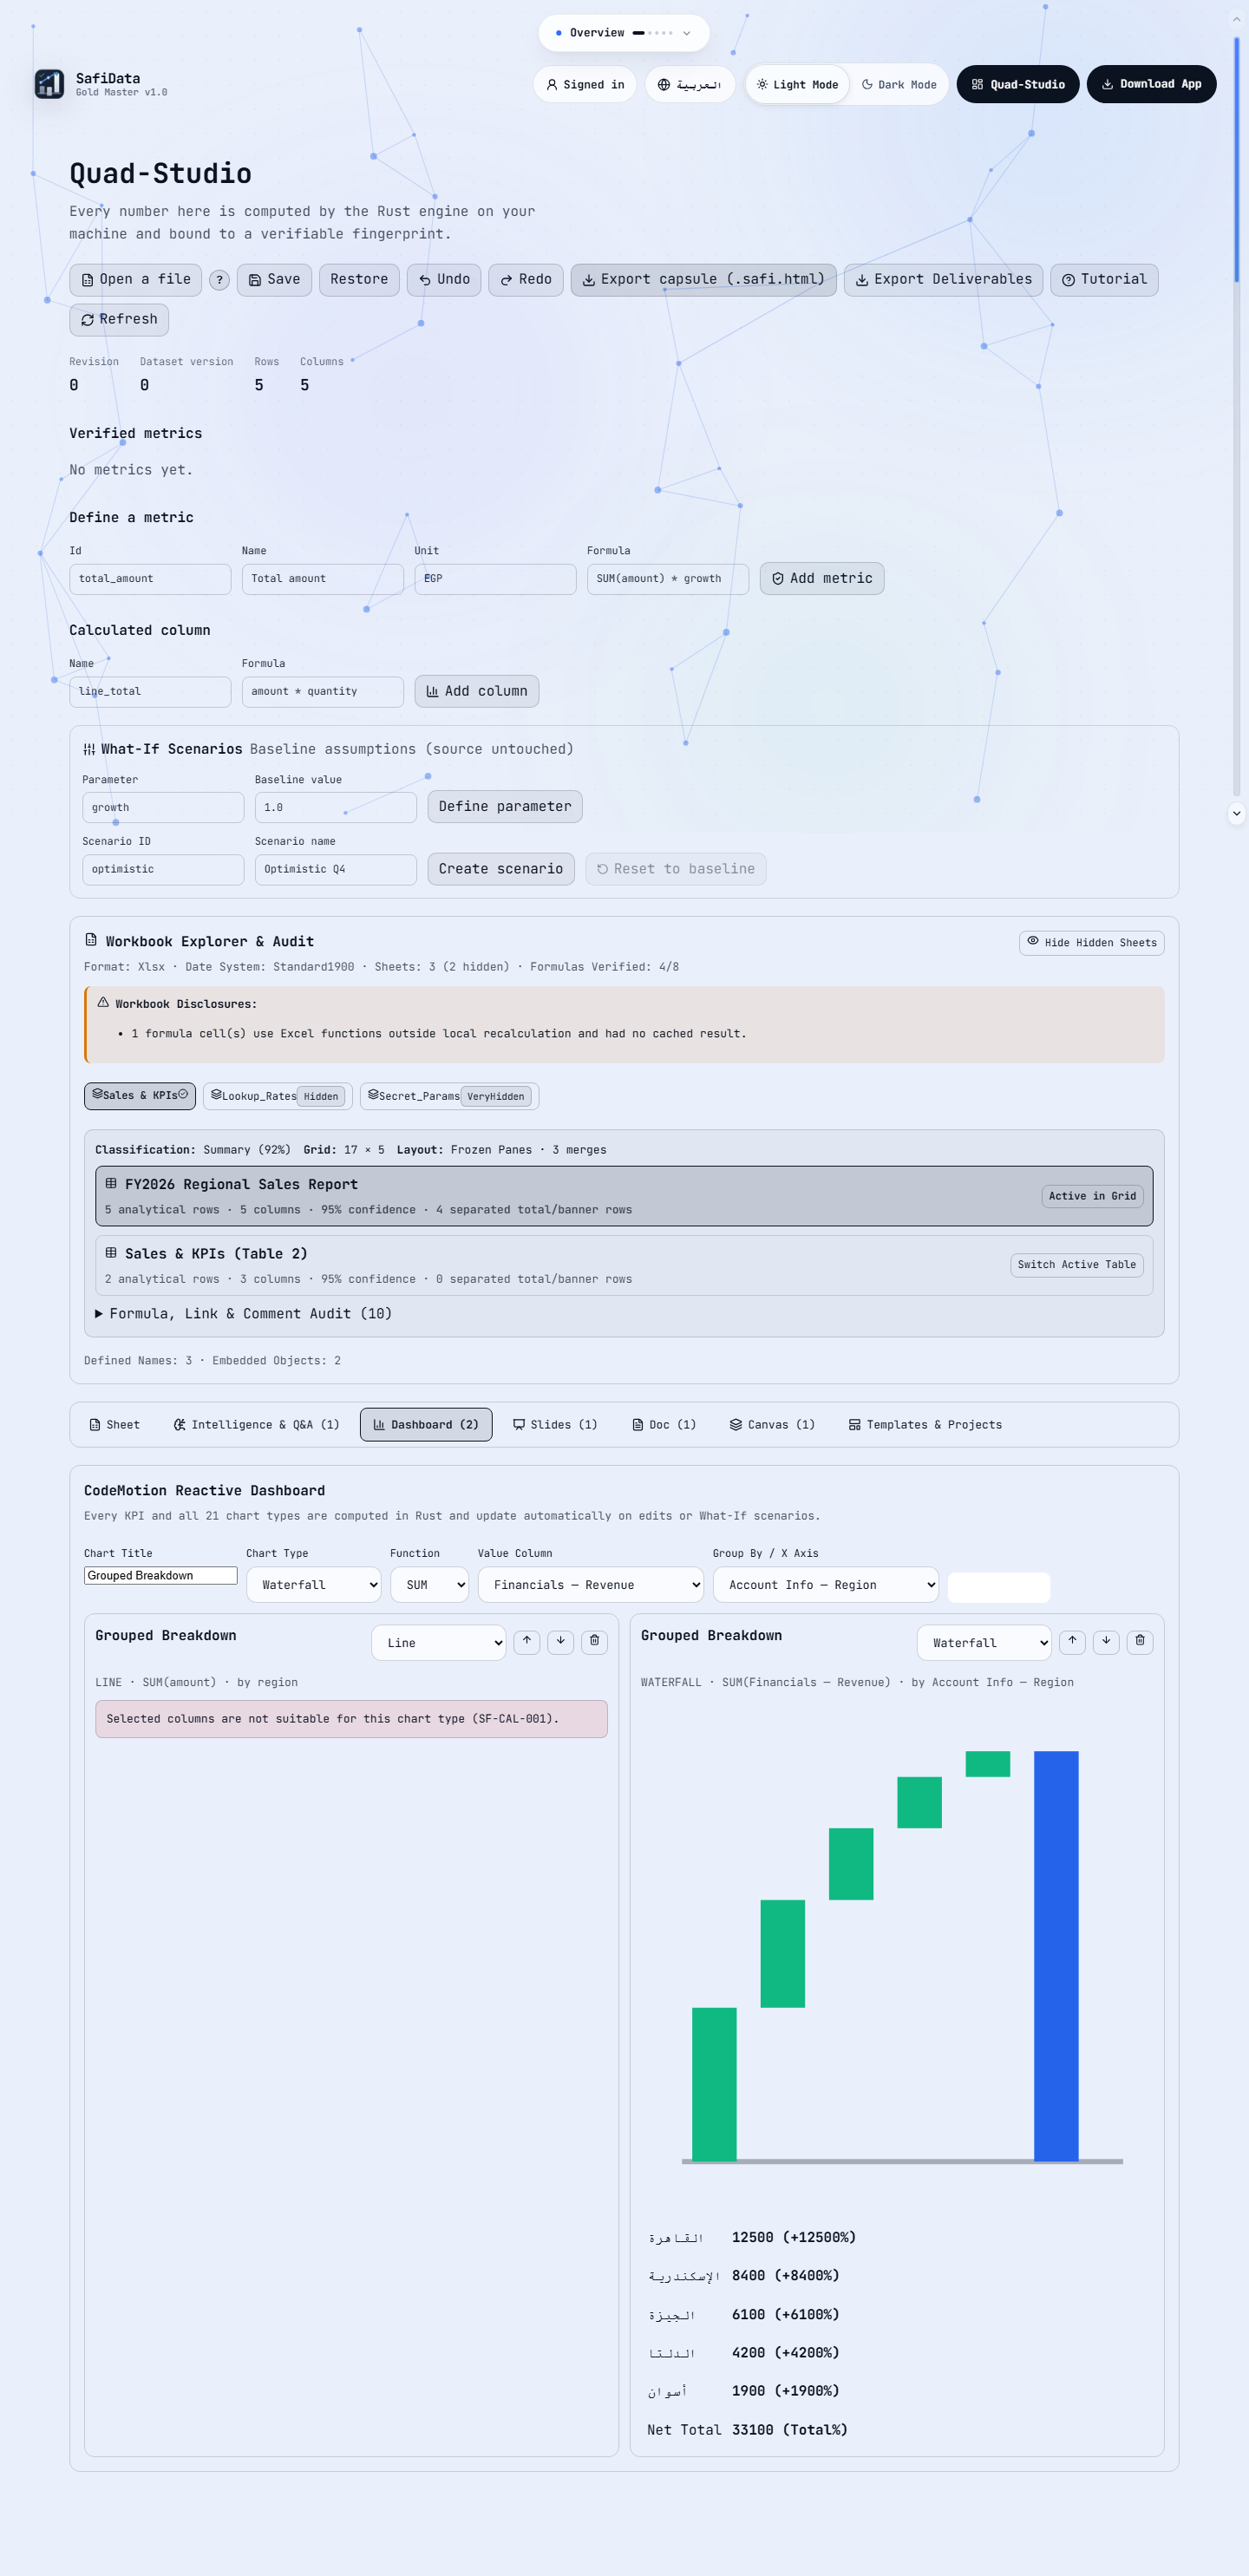 Overview
SafiData
Gold Master v1.0
Signed in
العربية
Light Mode
Dark Mode
Quad-Studio
Download App
Quad-Studio
Every number here is computed by the Rust engine on your
machine and bound to a verifiable fingerprint.
Open a file
?
Save
Restore
Undo
Redo
Export capsule (.safi.html)
Export Deliverables
Tutorial
Refresh
Revision Dataset version Rows Columns
0 0 5 5
Verified metrics
No metrics yet.
Define a metric
Id Name Unit Formula
total_amount Total amount EGP SUM(amount) * growth Add metric
Calculated column
Name Formula
line_total amount * quantity Add column
What-If Scenarios Baseline assumptions (source untouched)
Parameter Baseline value
growth 1.0 Define parameter
Scenario ID Scenario name
optimistic Optimistic Q4 Create scenario Reset to baseline
Workbook Explorer & Audit Hide Hidden Sheets
Format: Xlsx · Date System: Standard1900 · Sheets: 3 (2 hidden) · Formulas Verified: 4/8
Workbook Disclosures:
• 1 formula cell(s) use Excel functions outside local recalculation and had no cached result.
Sales & KPIs Lookup_Rates Hidden Secret_Params VeryHidden
Classification: Summary (92%) Grid: 17 × 5 Layout: Frozen Panes · 3 merges
FY2026 Regional Sales Report
5 analytical rows · 5 columns · 95% confidence · 4 separated total/banner rows
Active in Grid
Sales & KPIs (Table 2)
2 analytical rows · 3 columns · 95% confidence · 0 separated total/banner rows
Switch Active Table
Formula, Link & Comment Audit (10)
Defined Names: 3 · Embedded Objects: 2
Sheet Intelligence & Q&A (1) Dashboard (2) Slides (1) Doc (1) Canvas (1) Templates & Projects
CodeMotion Reactive Dashboard
Every KPI and all 21 chart types are computed in Rust and update automatically on edits or What-If scenarios.
Chart Title Chart Type Function Value Column Group By / X Axis
Grouped Breakdown Waterfall SUM Financials — Revenue Account Info — Region
Grouped Breakdown Line
LINE · SUM(amount) · by region
Selected columns are not suitable for this chart type (SF-CAL-001).
Grouped Breakdown Waterfall
WATERFALL · SUM(Financials — Revenue) · by Account Info — Region
القاهرة 12500 (+12500%)
الإسكندرية 8400 (+8400%)
الجيزة 6100 (+6100%)
الدلتا 4200 (+4200%)
أسوان 1900 (+1900%)
Net Total 33100 (Total%)